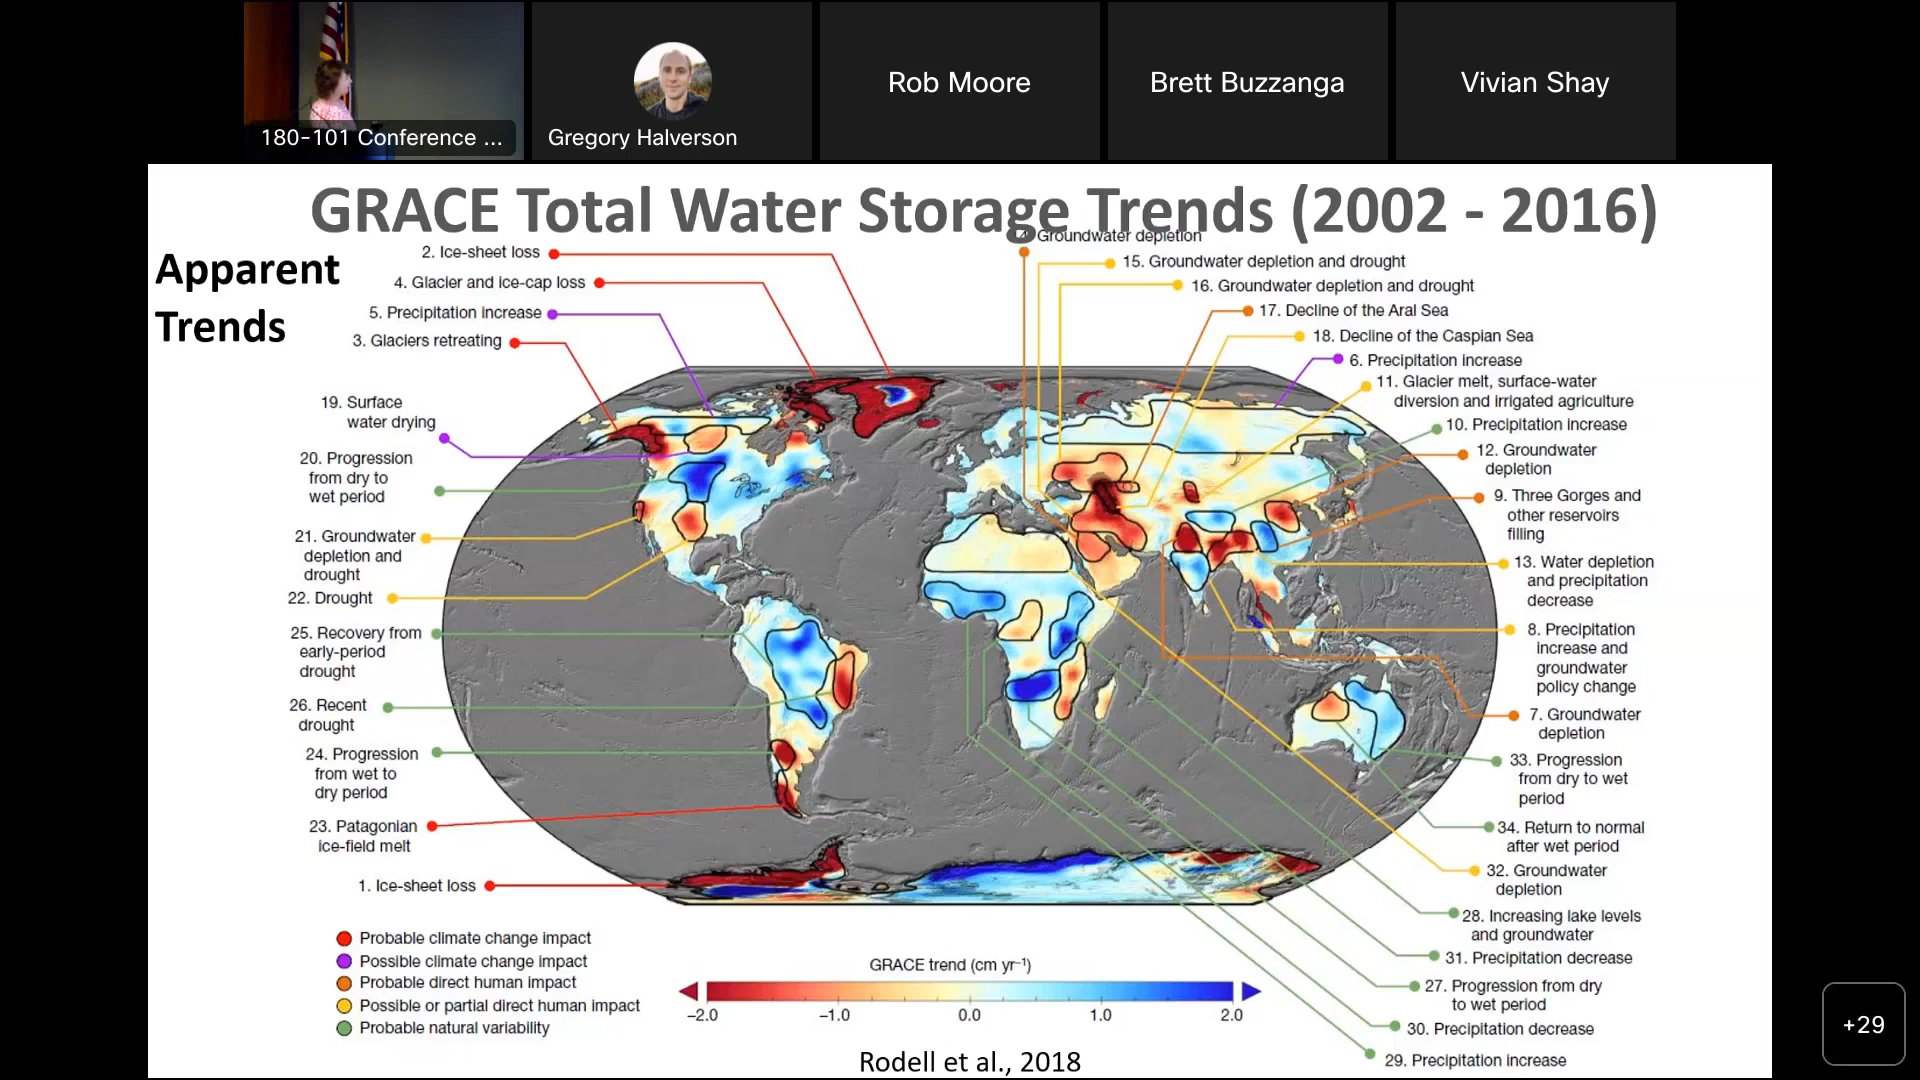 180-101 Conference ...
Gregory Halverson
Rob Moore
Brett Buzzanga
Vivian Shay
GRACE Total Water Storage Trends (2002 - 2016)
Apparent
Trends
2. Ice-sheet loss
4. Glacier and ice-cap loss
5. Precipitation increase
3. Glaciers retreating
19. Surface
water drying
20. Progression
from dry to
wet period
21. Groundwater
depletion and
drought
22. Drought
25. Recovery from
early-period
drought
26. Recent
drought
24. Progression
from wet to
dry period
23. Patagonian
ice-field melt
1. Ice-sheet loss
Groundwater depletion
15. Groundwater depletion and drought
16. Groundwater depletion and drought
17. Decline of the Aral Sea
18. Decline of the Caspian Sea
6. Precipitation increase
11. Glacier melt, surface-water
diversion and irrigated agriculture
10. Precipitation increase
12. Groundwater
depletion
9. Three Gorges and
other reservoirs
filling
13. Water depletion
and precipitation
decrease
8. Precipitation
increase and
groundwater
policy change
7. Groundwater
depletion
33. Progression
from dry to wet
period
34. Return to normal
after wet period
32. Groundwater
depletion
28. Increasing lake levels
and groundwater
31. Precipitation decrease
27. Progression from dry
to wet period
30. Precipitation decrease
29. Precipitation increase
Probable climate change impact
Possible climate change impact
Probable direct human impact
Possible or partial direct human impact
Probable natural variability
GRACE trend (cm yr⁻¹)
−2.0 −1.0 0.0 1.0 2.0
Rodell et al., 2018
+29